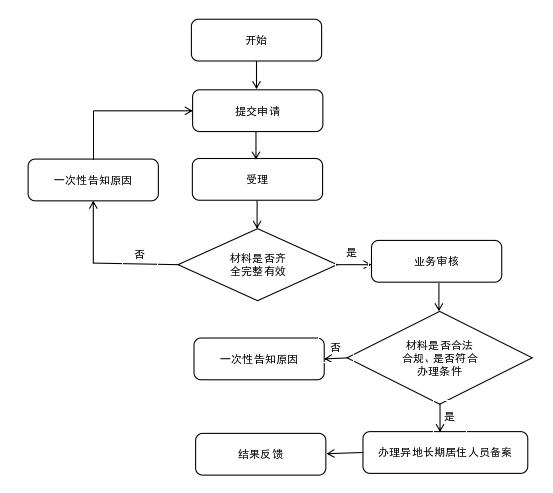 开始
提交申请
一次性告知原因
受理
否
材料是否齐
全完整有效
是
业务审核
一次性告知原因
否
材料是否合法
合规、是否符合
办理条件
是
结果反馈
办理异地长期居住人员备案